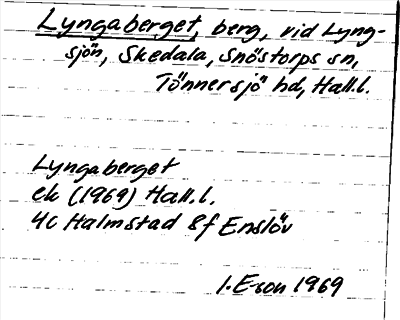 Lyngaberget, berg, vid Lyng-
sjön, Skedala, Snöstorps sn,
Tönnersjö hd, Hall.l.
Lyngaberget
ek (1969) Hall.l.
4c Halmstad 8f Enslöv
I.E-son 1969